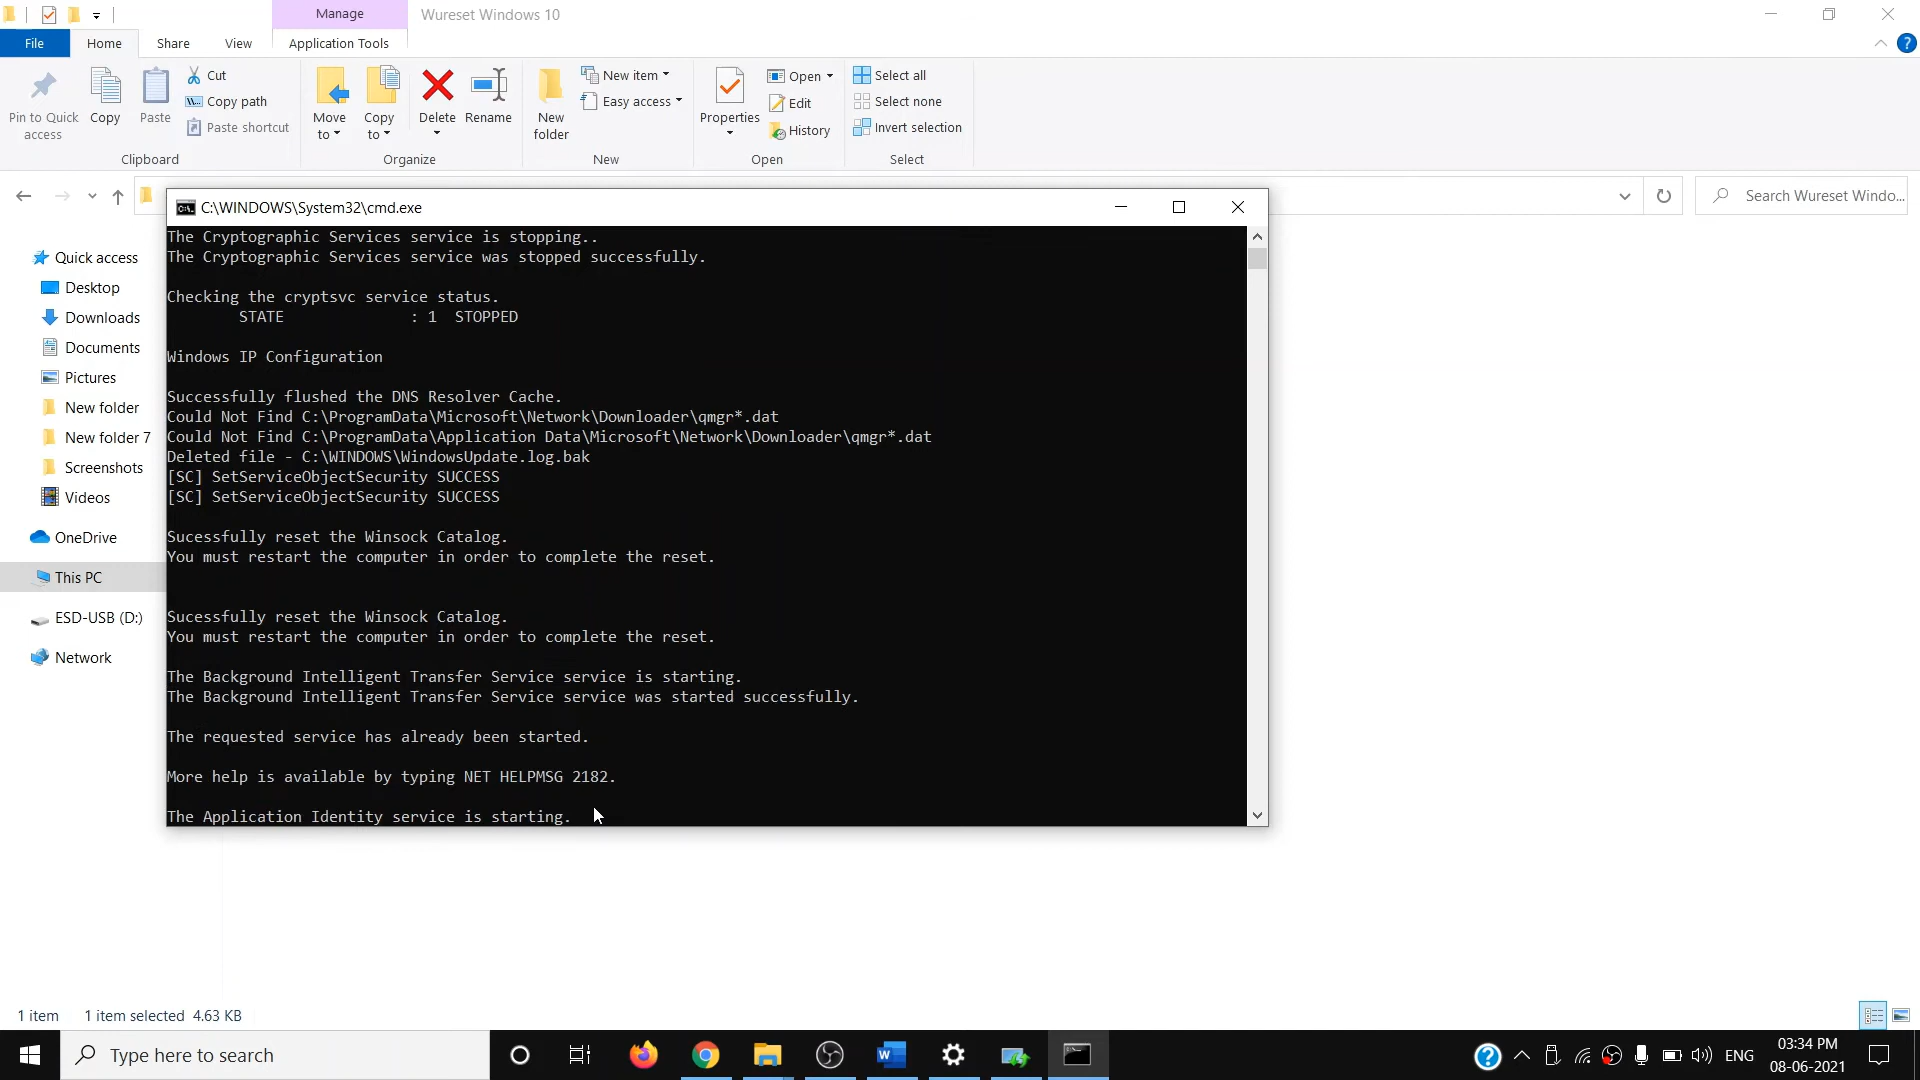 Manage
Wureset Windows 10
File
Home
Share
View
Application Tools
Pin to Quick
access
Copy
Paste
Cut
Copy path
Paste shortcut
Clipboard
Move
to
Copy
to
Delete
Rename
Organize
New
folder
New item
Easy access
New
Properties
Open
Edit
History
Open
Select all
Select none
Invert selection
Select
Search Wureset Windo...
Quick access
Desktop
Downloads
Documents
Pictures
New folder
New folder 7
Screenshots
Videos
OneDrive
This PC
ESD-USB (D:)
Network
C:\WINDOWS\System32\cmd.exe
The Cryptographic Services service is stopping..
The Cryptographic Services service was stopped successfully.
Checking the cryptsvc service status.
STATE : 1 STOPPED
Windows IP Configuration
Successfully flushed the DNS Resolver Cache.
Could Not Find C:\ProgramData\Microsoft\Network\Downloader\qmgr*.dat
Could Not Find C:\ProgramData\Application Data\Microsoft\Network\Downloader\qmgr*.dat
Deleted file - C:\WINDOWS\WindowsUpdate.log.bak
[SC] SetServiceObjectSecurity SUCCESS
[SC] SetServiceObjectSecurity SUCCESS
Sucessfully reset the Winsock Catalog.
You must restart the computer in order to complete the reset.
Sucessfully reset the Winsock Catalog.
You must restart the computer in order to complete the reset.
The Background Intelligent Transfer Service service is starting.
The Background Intelligent Transfer Service service was started successfully.
The requested service has already been started.
More help is available by typing NET HELPMSG 2182.
The Application Identity service is starting.
1 item
1 item selected 4.63 KB
Type here to search
ENG
03:34 PM
08-06-2021